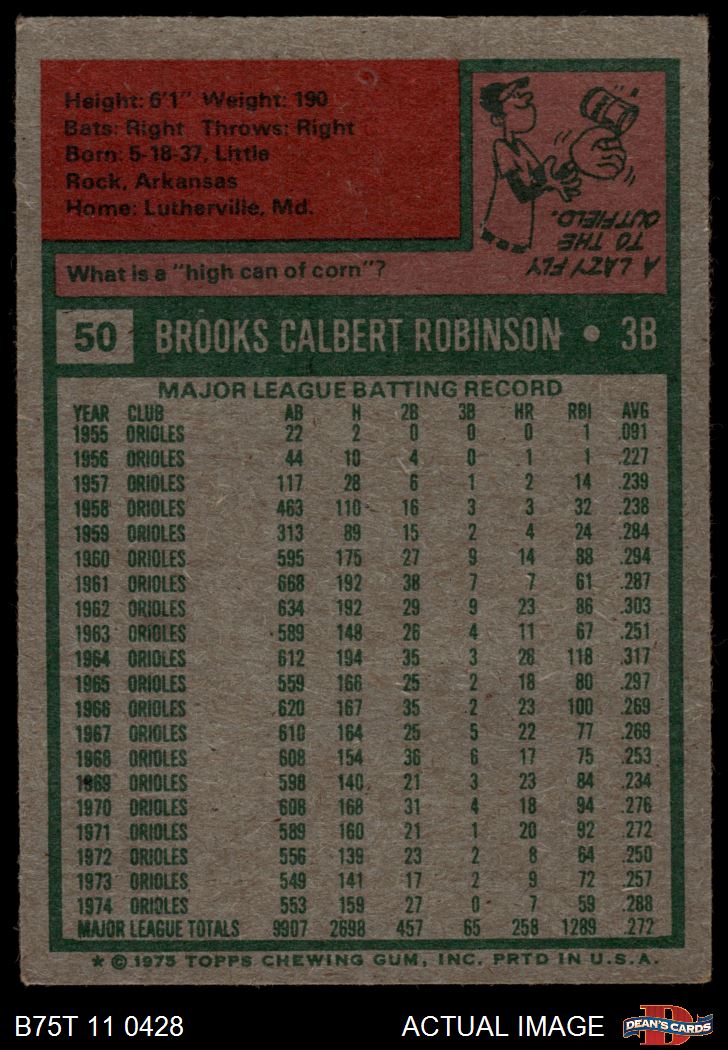 Height: 6'1" Weight: 190
Bats: Right Throws: Right
Born: 5-18-37, Little
Rock, Arkansas
Home: Lutherville, Md.
What is a "high can of corn"?
A LAZY FLY
TO THE
OUTFIELD.
50 BROOKS CALBERT ROBINSON • 3B
MAJOR LEAGUE BATTING RECORD
YEAR CLUB AB H 2B 3B HR RBI AVG
1955 ORIOLES 22 2 0 0 0 1 .091
1956 ORIOLES 44 10 4 0 1 1 .227
1957 ORIOLES 117 28 6 1 2 14 .239
1958 ORIOLES 463 110 16 3 3 32 .238
1959 ORIOLES 313 89 15 2 4 24 .284
1960 ORIOLES 595 175 27 9 14 88 .294
1961 ORIOLES 668 192 38 7 7 61 .287
1962 ORIOLES 634 192 29 9 23 86 .303
1963 ORIOLES 589 148 26 4 11 67 .251
1964 ORIOLES 612 194 35 3 28 118 .317
1965 ORIOLES 559 166 25 2 18 80 .297
1966 ORIOLES 620 167 35 2 23 100 .269
1967 ORIOLES 610 164 25 5 22 77 .269
1968 ORIOLES 608 154 36 6 17 75 .253
1969 ORIOLES 598 140 21 3 23 84 .234
1970 ORIOLES 608 168 31 4 18 94 .276
1971 ORIOLES 589 160 21 1 20 92 .272
1972 ORIOLES 556 139 23 2 8 64 .250
1973 ORIOLES 549 141 17 2 9 72 .257
1974 ORIOLES 553 159 27 0 7 59 .288
MAJOR LEAGUE TOTALS 9907 2698 457 65 258 1289 .272
* © 1975 TOPPS CHEWING GUM, INC. PRTD IN U.S.A.
B75T 11 0428 ACTUAL IMAGE
D
DEAN'S CARDS